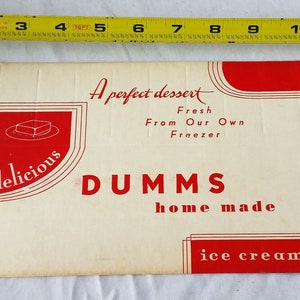 3 4 5 6 7 8 9 1
A perfect dessert
Fresh
From Our Own
Freezer
delicious
DUMMS
home made
ice cream